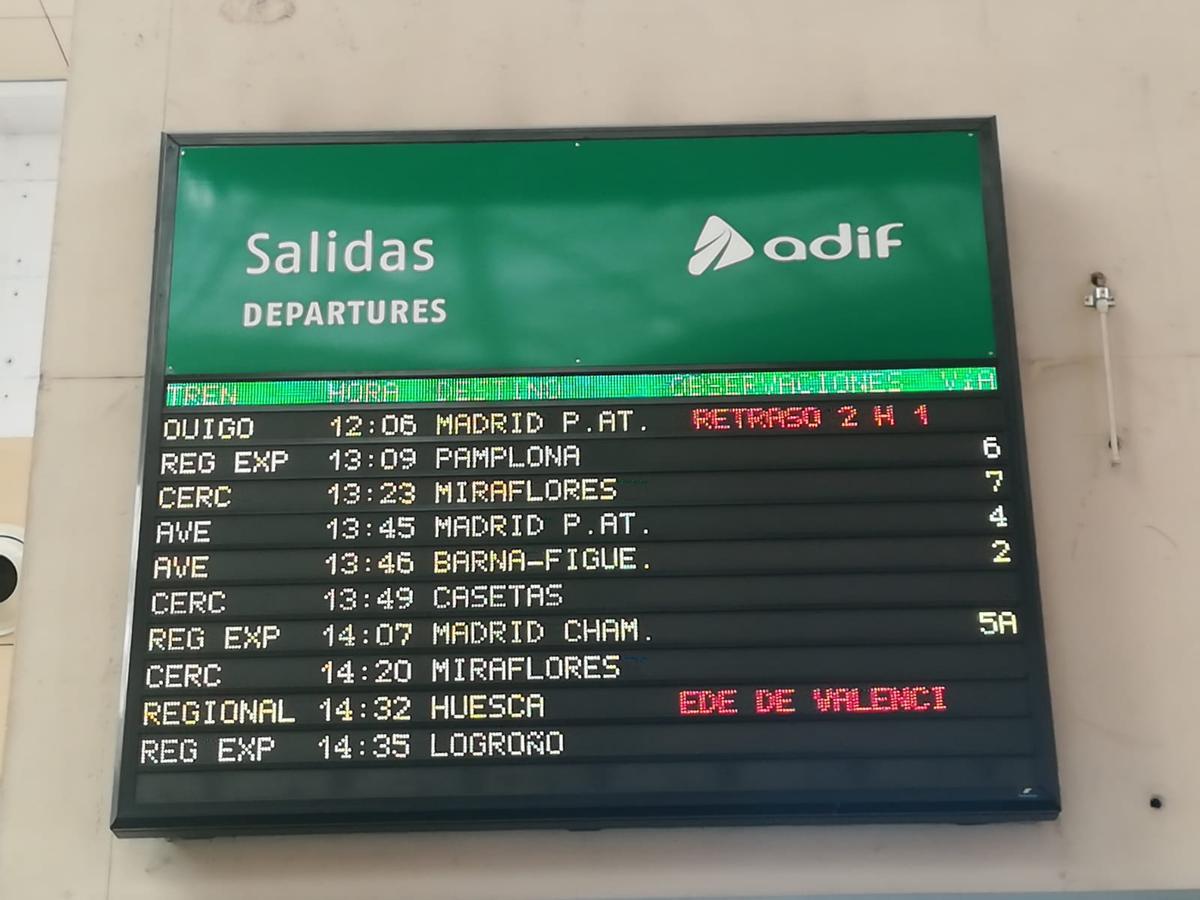 Salidas
DEPARTURES
adif
TREN HORA DESTINO OBSERVACIONES VIA
OUIGO 12:06 MADRID P.AT. RETRASO 2 H 1
REG EXP 13:09 PAMPLONA 6
CERC 13:23 MIRAFLORES 7
AVE 13:45 MADRID P.AT. 4
AVE 13:46 BARNA-FIGUE. 2
CERC 13:49 CASETAS
REG EXP 14:07 MADRID CHAM. 5A
CERC 14:20 MIRAFLORES
REGIONAL 14:32 HUESCA EDE DE VALENCI
REG EXP 14:35 LOGROÑO